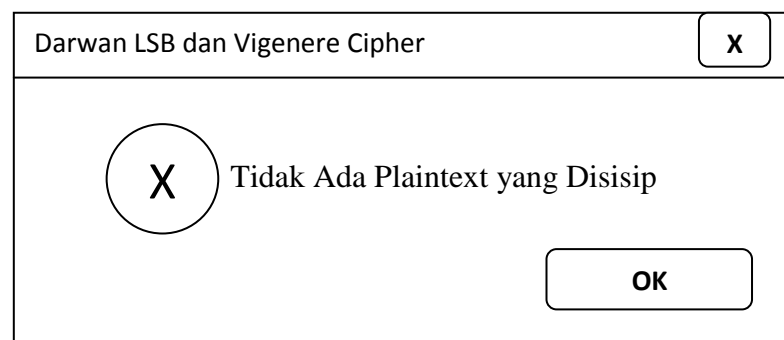 Darwan LSB dan Vigenere Cipher
X
X
Tidak Ada Plaintext yang Disisip
OK